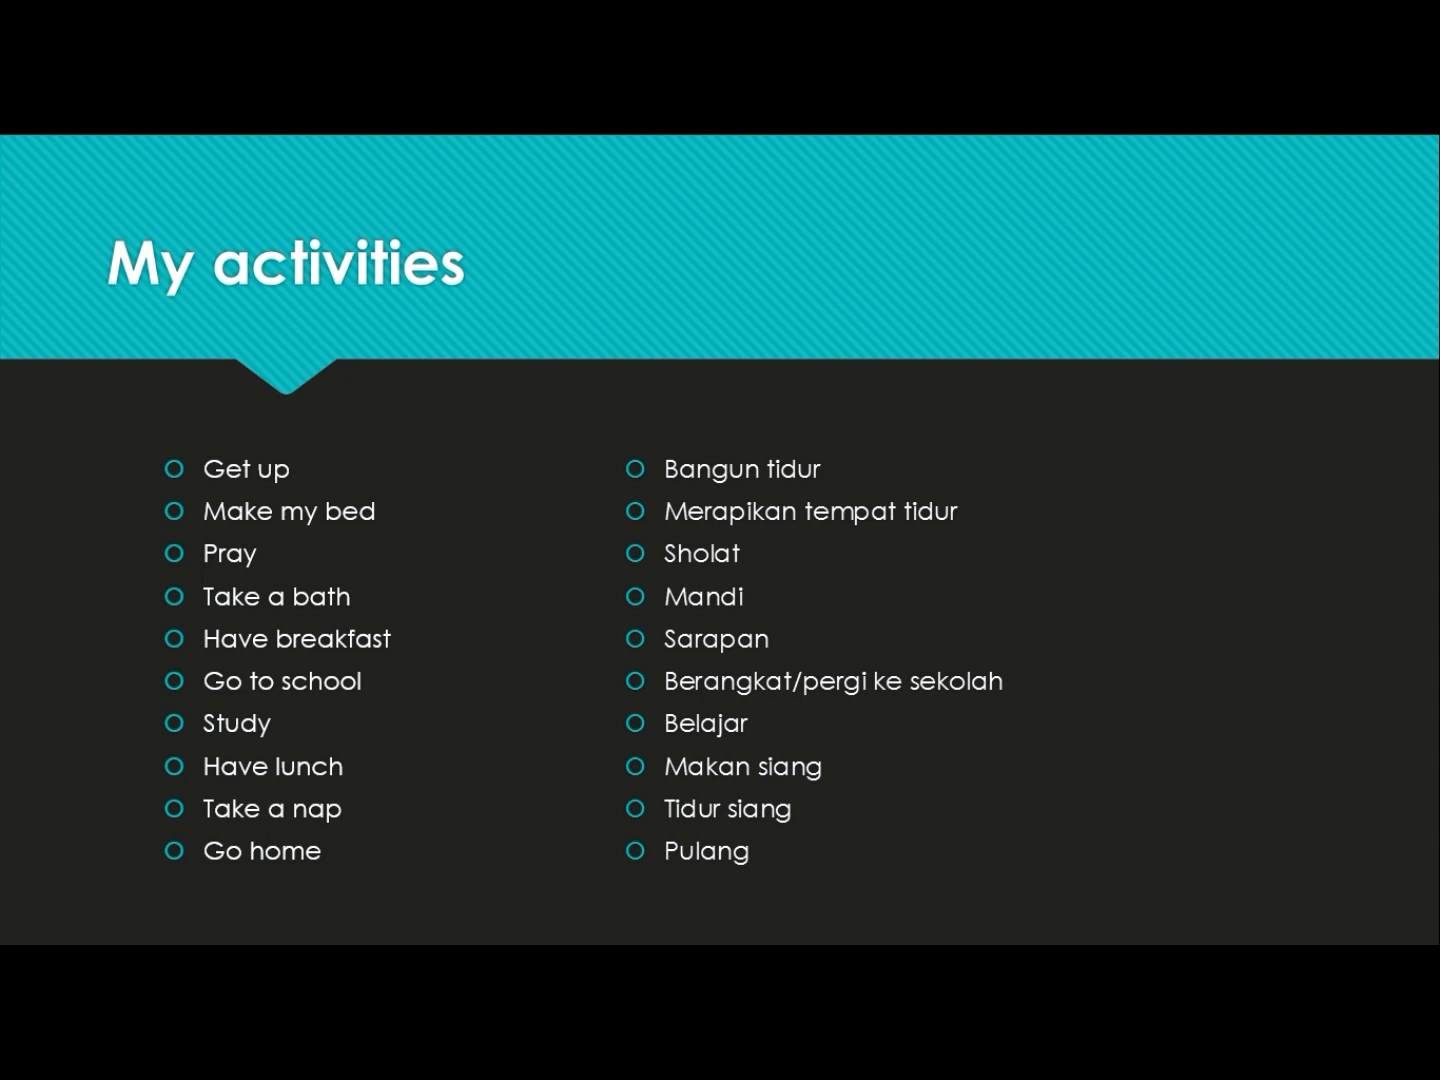 My activities
Get up
Make my bed
Pray
Take a bath
Have breakfast
Go to school
Study
Have lunch
Take a nap
Go home
Bangun tidur
Merapikan tempat tidur
Sholat
Mandi
Sarapan
Berangkat/pergi ke sekolah
Belajar
Makan siang
Tidur siang
Pulang